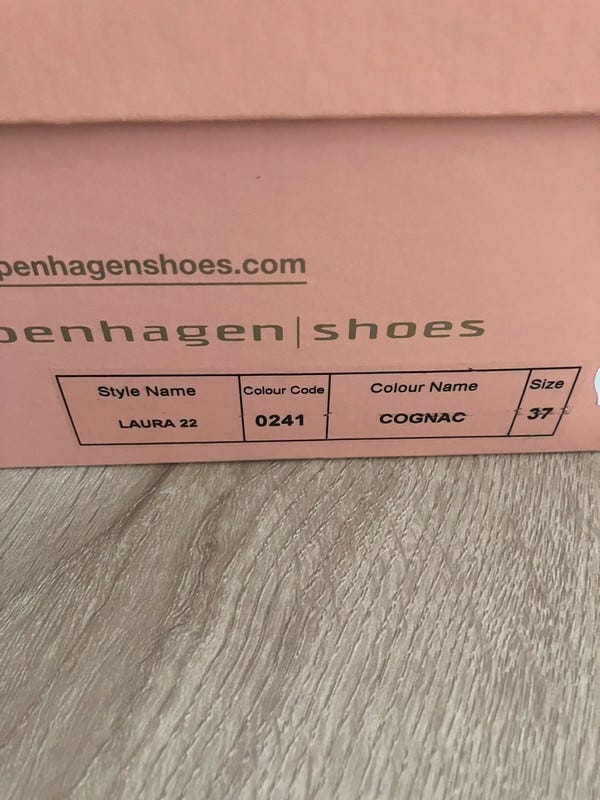 penhagenshoes.com
penhagen|shoes
Style Name Colour Code Colour Name Size
LAURA 22 0241 COGNAC 37